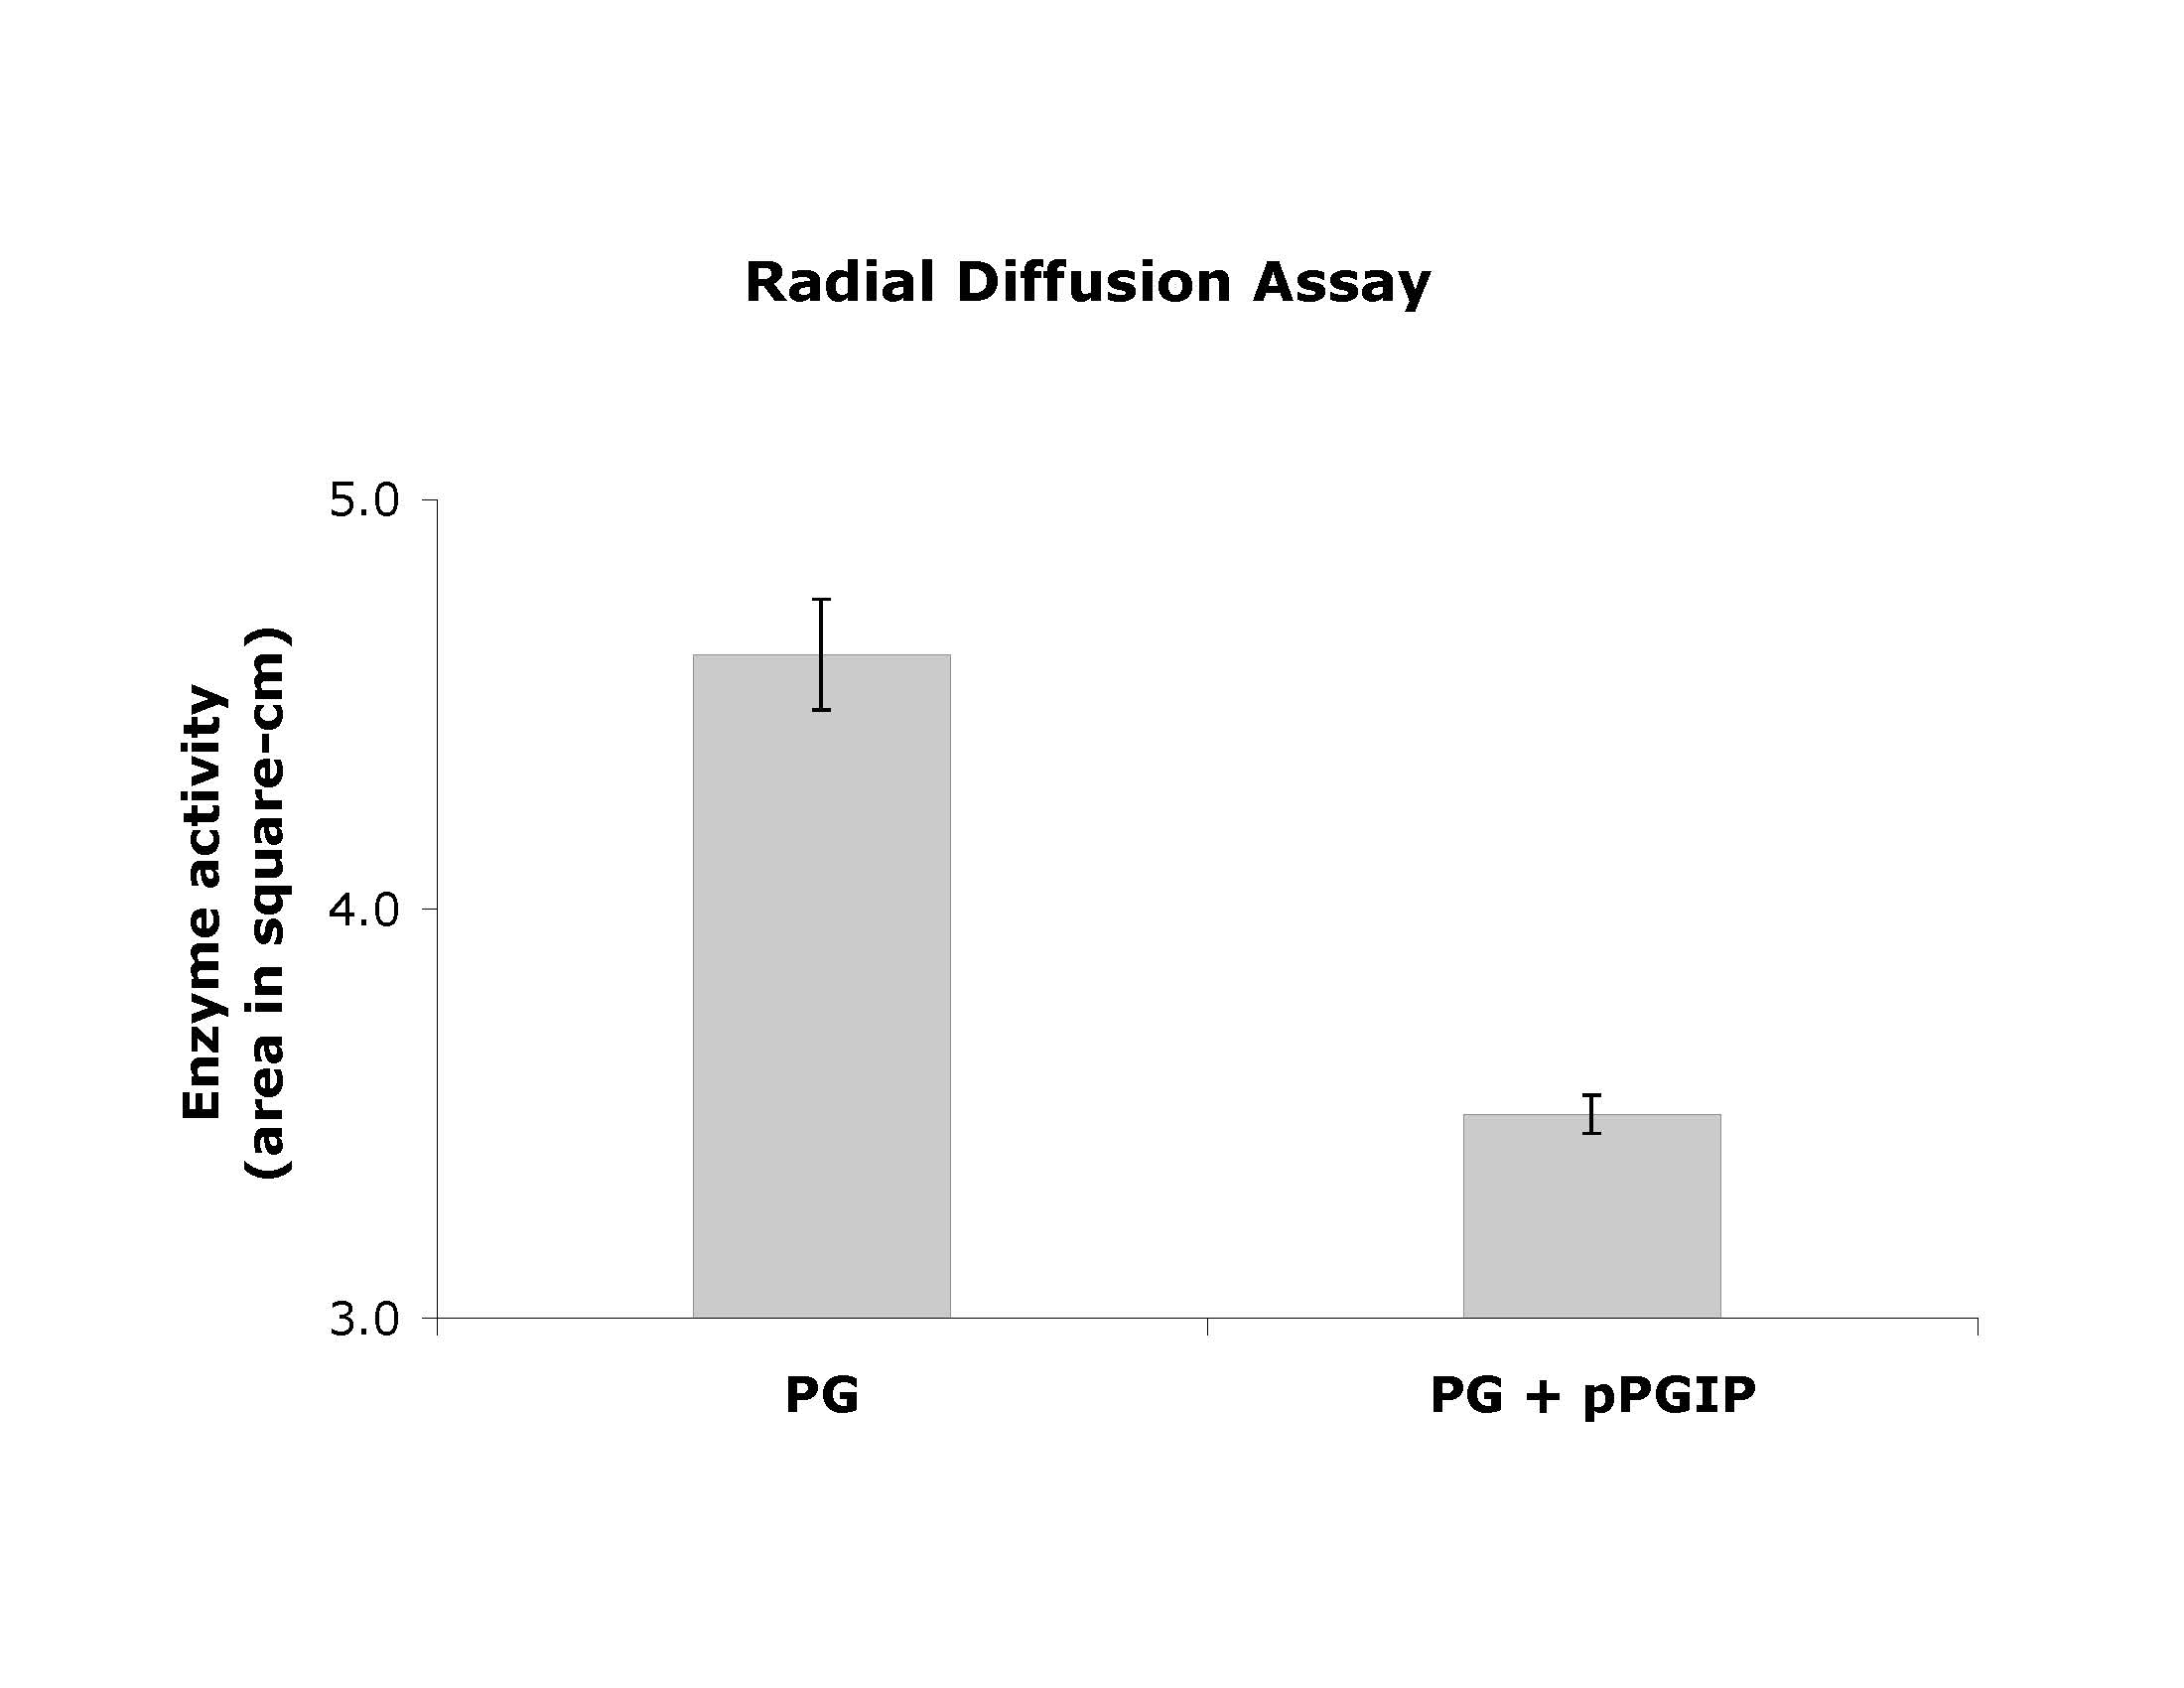 Radial Diffusion Assay
Enzyme activity
(area in square-cm)
5.0
4.0
3.0
PG
PG + pPGIP